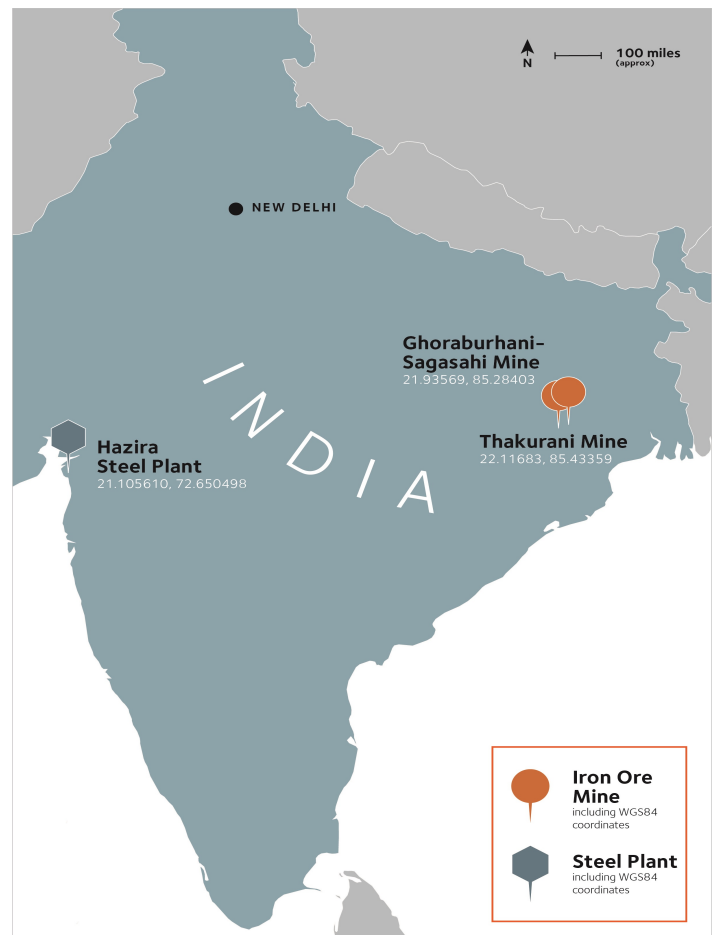 N
100 miles
(approx)
NEW DELHI
Ghoraburhani–
Sagasahi Mine
21.93569, 85.28403
INDIA
Hazira
Steel Plant
21.105610, 72.650498
Thakurani Mine
22.11683, 85.43359
Iron Ore
Mine
including WGS84
coordinates
Steel Plant
including WGS84
coordinates